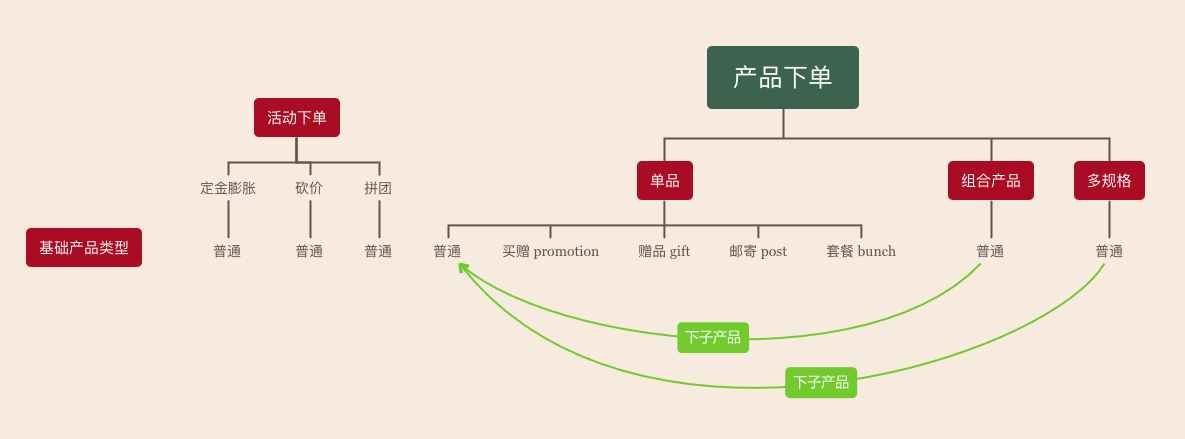 产品下单
活动下单
单品
组合产品
多规格
定金膨胀
砍价
拼团
基础产品类型
普通
普通
普通
普通
买赠 promotion
赠品 gift
邮寄 post
套餐 bunch
普通
普通
下子产品
下子产品